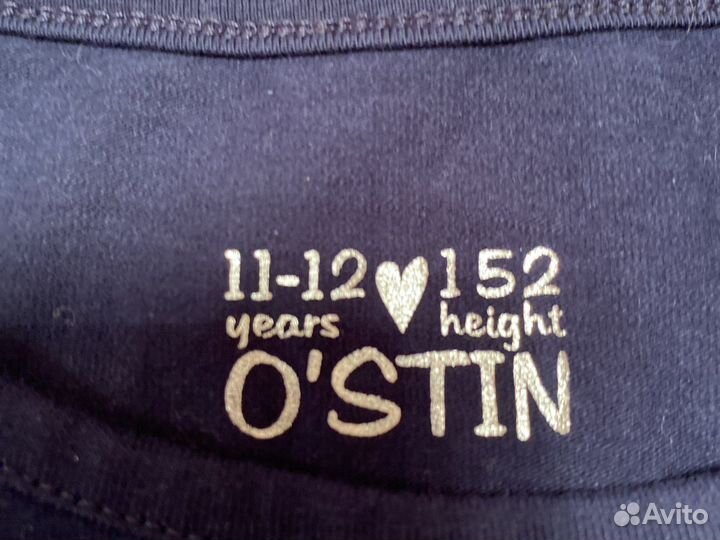 11-12 ♥ 152
years height
O'STIN
Avito